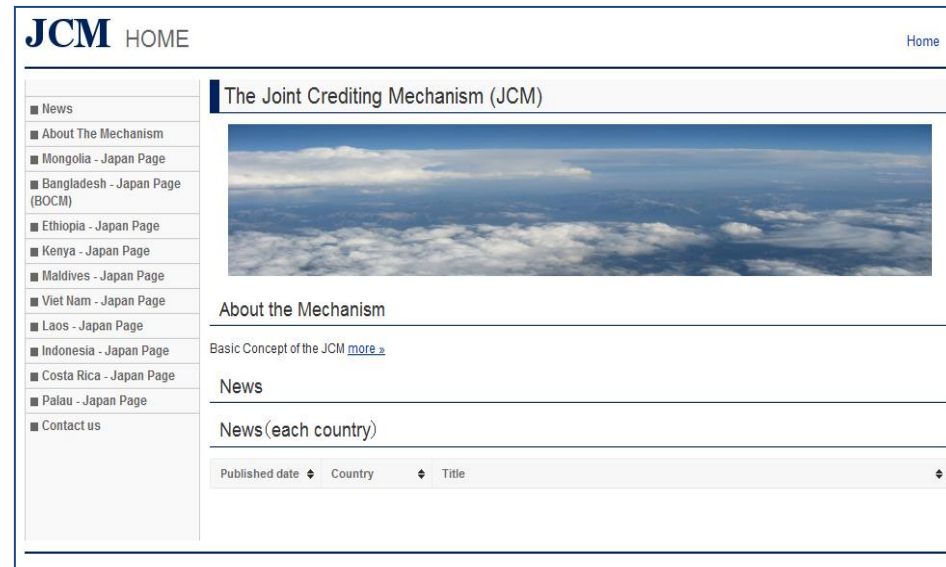 JCM HOME
Home
News
About The Mechanism
Mongolia - Japan Page
Bangladesh - Japan Page
(BOCM)
Ethiopia - Japan Page
Kenya - Japan Page
Maldives - Japan Page
Viet Nam - Japan Page
Laos - Japan Page
Indonesia - Japan Page
Costa Rica - Japan Page
Palau - Japan Page
Contact us
The Joint Crediting Mechanism (JCM)
About the Mechanism
Basic Concept of the JCM more »
News
News(each country)
Published date Country Title